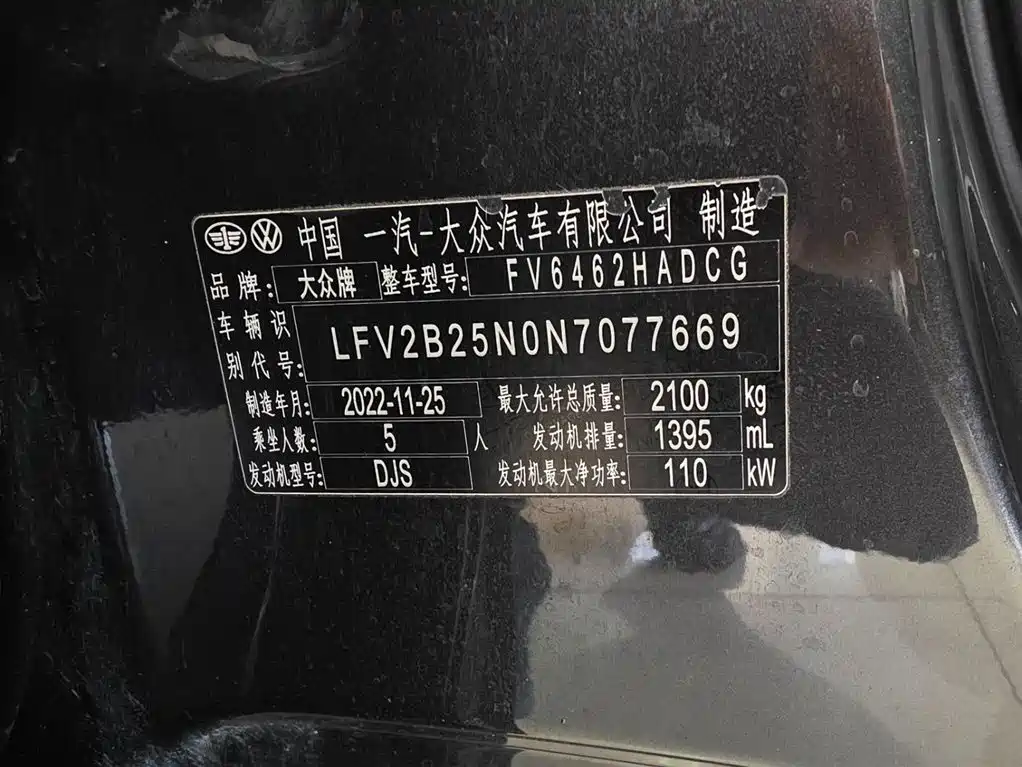 中国 一汽-大众汽车有限公司 制造
品牌: 大众牌 整车型号: FV6462HADCG
车辆识别代号: LFV2B25N0N7077669
制造年月: 2022-11-25 最大允许总质量: 2100 kg
乘坐人数: 5 人 发动机排量: 1395 mL
发动机型号: DJS 发动机最大净功率: 110 kW